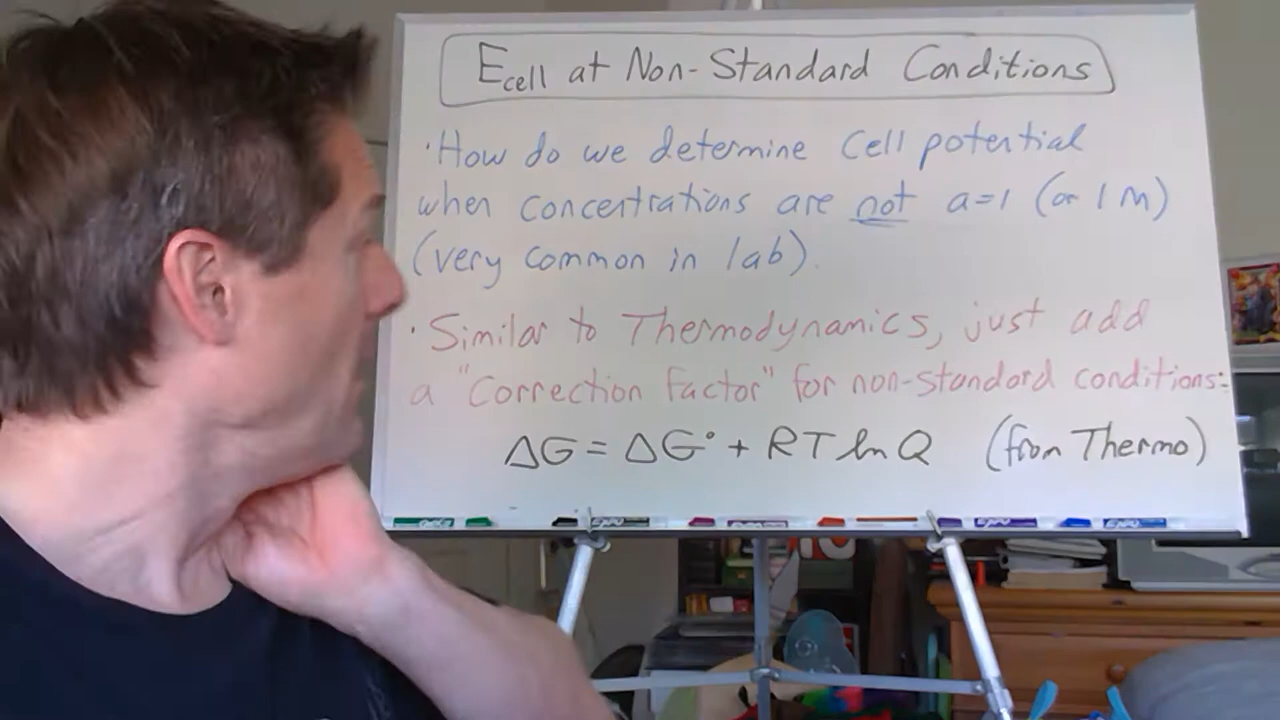 Ecell at Non-Standard Conditions
·How do we determine cell potential
when concentrations are not a=1 (or 1 M)
(very common in lab).
·Similar to Thermodynamics, just add
a "Correction Factor" for non-standard conditions:
ΔG = ΔG° + RT ln Q (from Thermo)
EXPO
EXPO